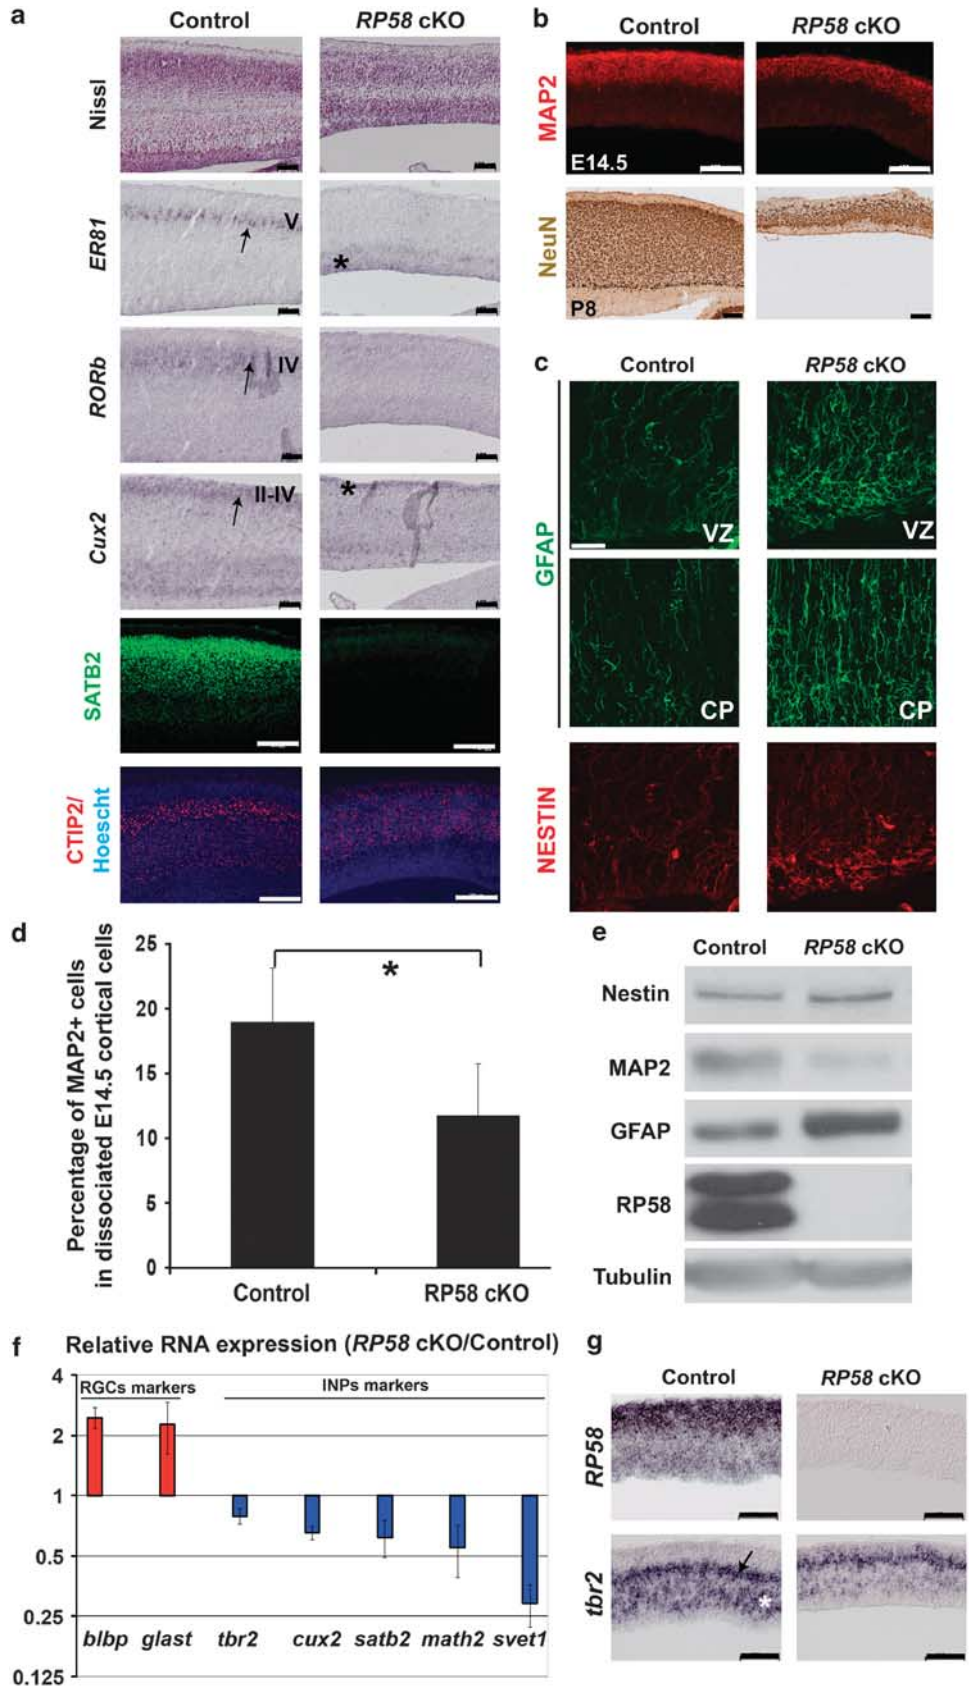 a
Control
RP58 cKO
Nissl
ER81
V
*
RORb
IV
Cux2
II-IV
*
SATB2
CTIP2/
Hoescht
b
Control
RP58 cKO
MAP2
E14.5
NeuN
P8
c
Control
RP58 cKO
GFAP
VZ
VZ
CP
CP
NESTIN
d
Percentage of MAP2+ cells
in dissociated E14.5 cortical cells
25
20
15
10
5
0
*
Control
RP58 cKO
e
Control
RP58 cKO
Nestin
MAP2
GFAP
RP58
Tubulin
f
Relative RNA expression (RP58 cKO/Control)
RGCs markers
INPs markers
4
2
1
0.5
0.25
0.125
blbp glast tbr2 cux2 satb2 math2 svet1
g
Control
RP58 cKO
RP58
tbr2
*